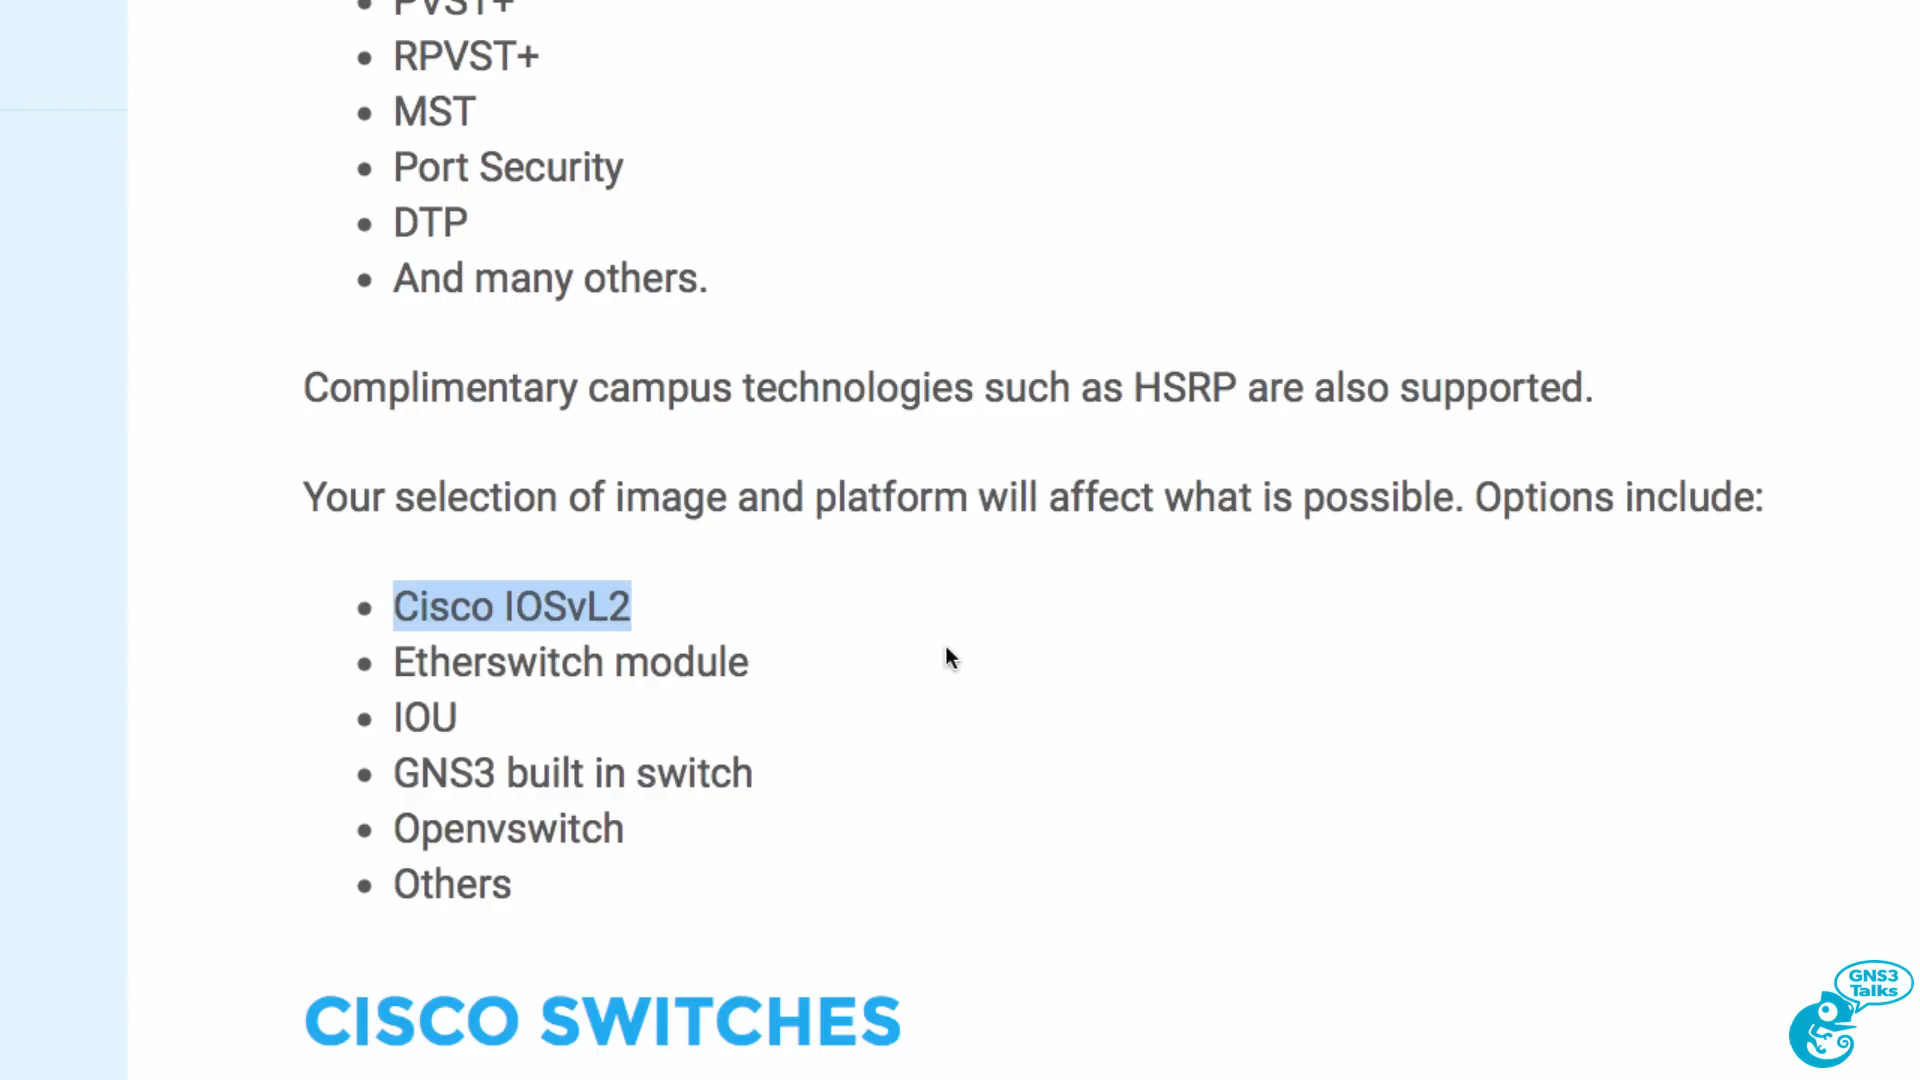 PVST+
RPVST+
MST
Port Security
DTP
And many others.
Complimentary campus technologies such as HSRP are also supported.
Your selection of image and platform will affect what is possible. Options include:
Cisco IOSvL2
Etherswitch module
IOU
GNS3 built in switch
Openvswitch
Others
CISCO SWITCHES
GNS3
Talks